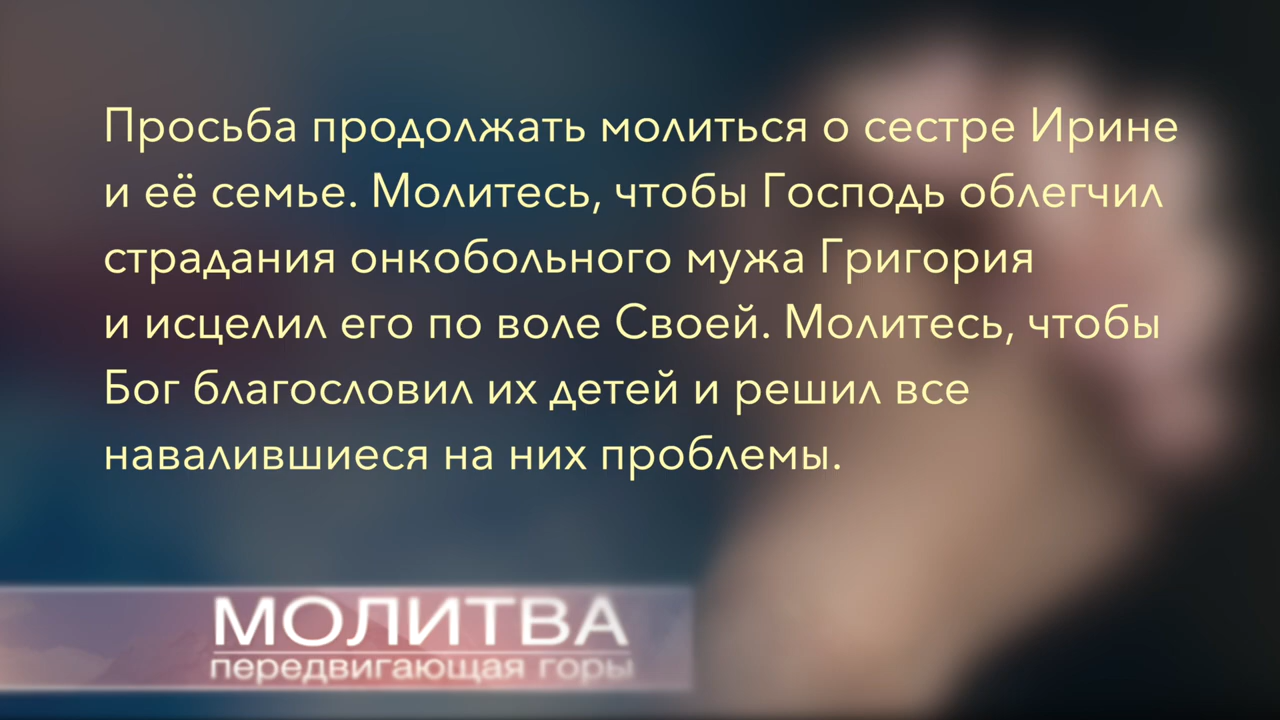 Просьба продолжать молиться о сестре Ирине
и её семье. Молитесь, чтобы Господь облегчил
страдания онкобольного мужа Григория
и исцелил его по воле Своей. Молитесь, чтобы
Бог благословил их детей и решил все
навалившиеся на них проблемы.
МОЛИТВА
передвигающая горы